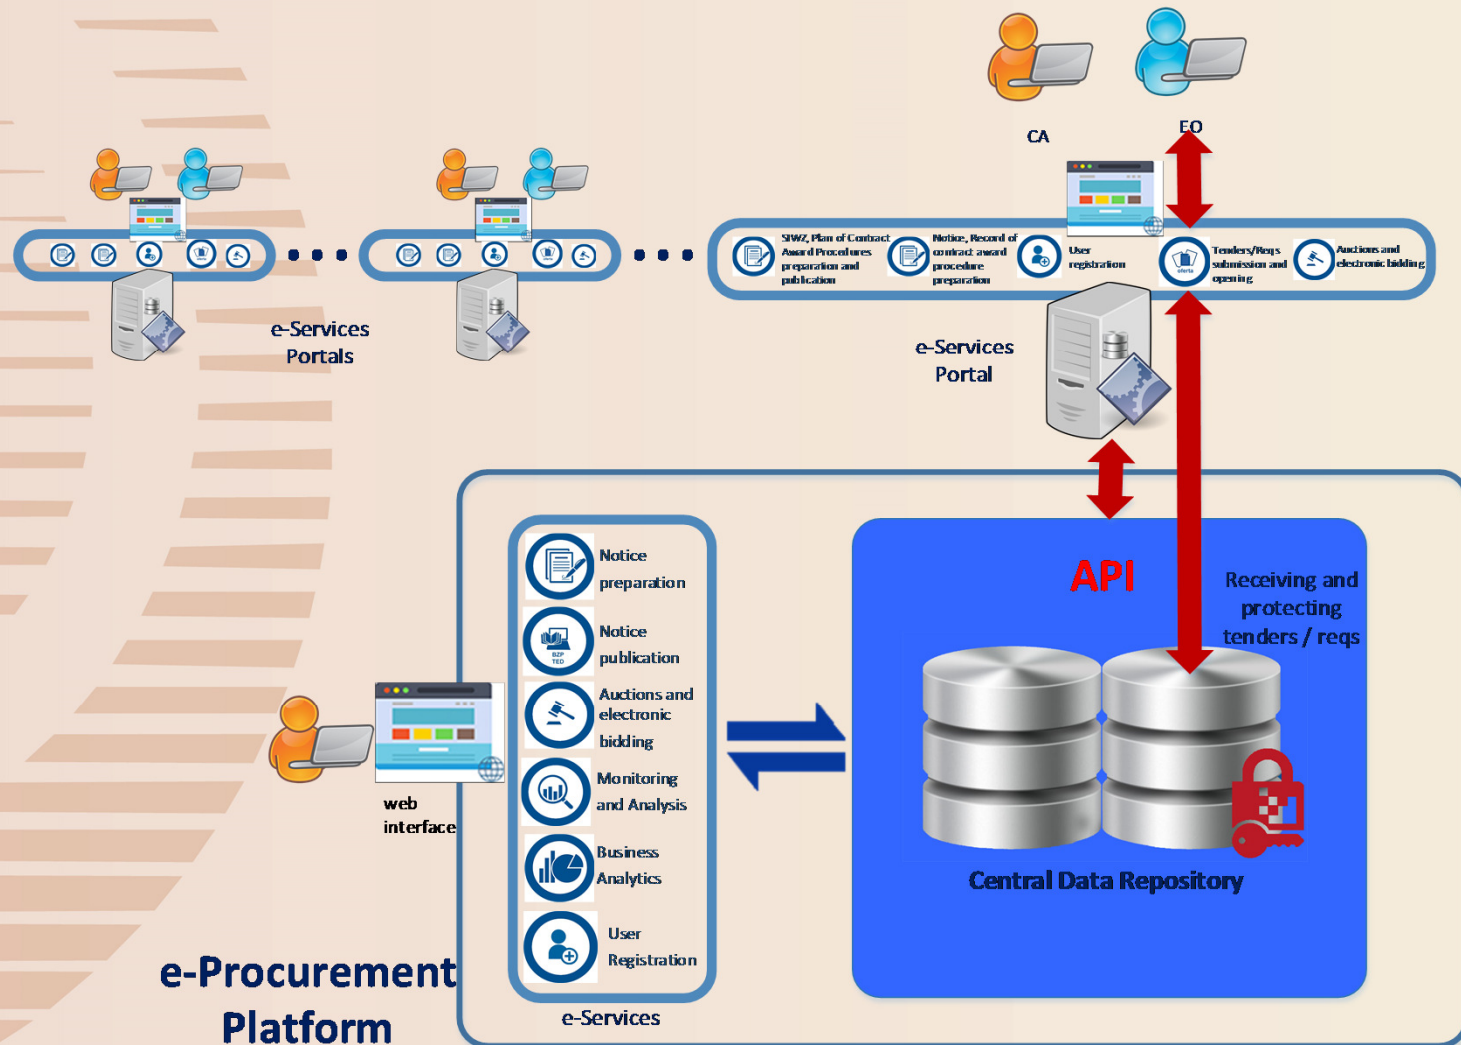 CA
EO
SIWZ, Plan of Contract
Award Procedures
preparation and
publication
Notice, Record of
contract award
procedure
preparation
User
registration
oferta
Tenders/Reqs
submission and
opening
Auctions and
electronic bidding
e-Services
Portals
e-Services
Portal
API
Receiving and
protecting
tenders / reqs
Central Data Repository
Notice
preparation
BZP
TED
Notice
publication
Auctions and
electronic
bidding
Monitoring
and Analysis
Business
Analytics
User
Registration
e-Services
web
interface
e-Procurement
Platform